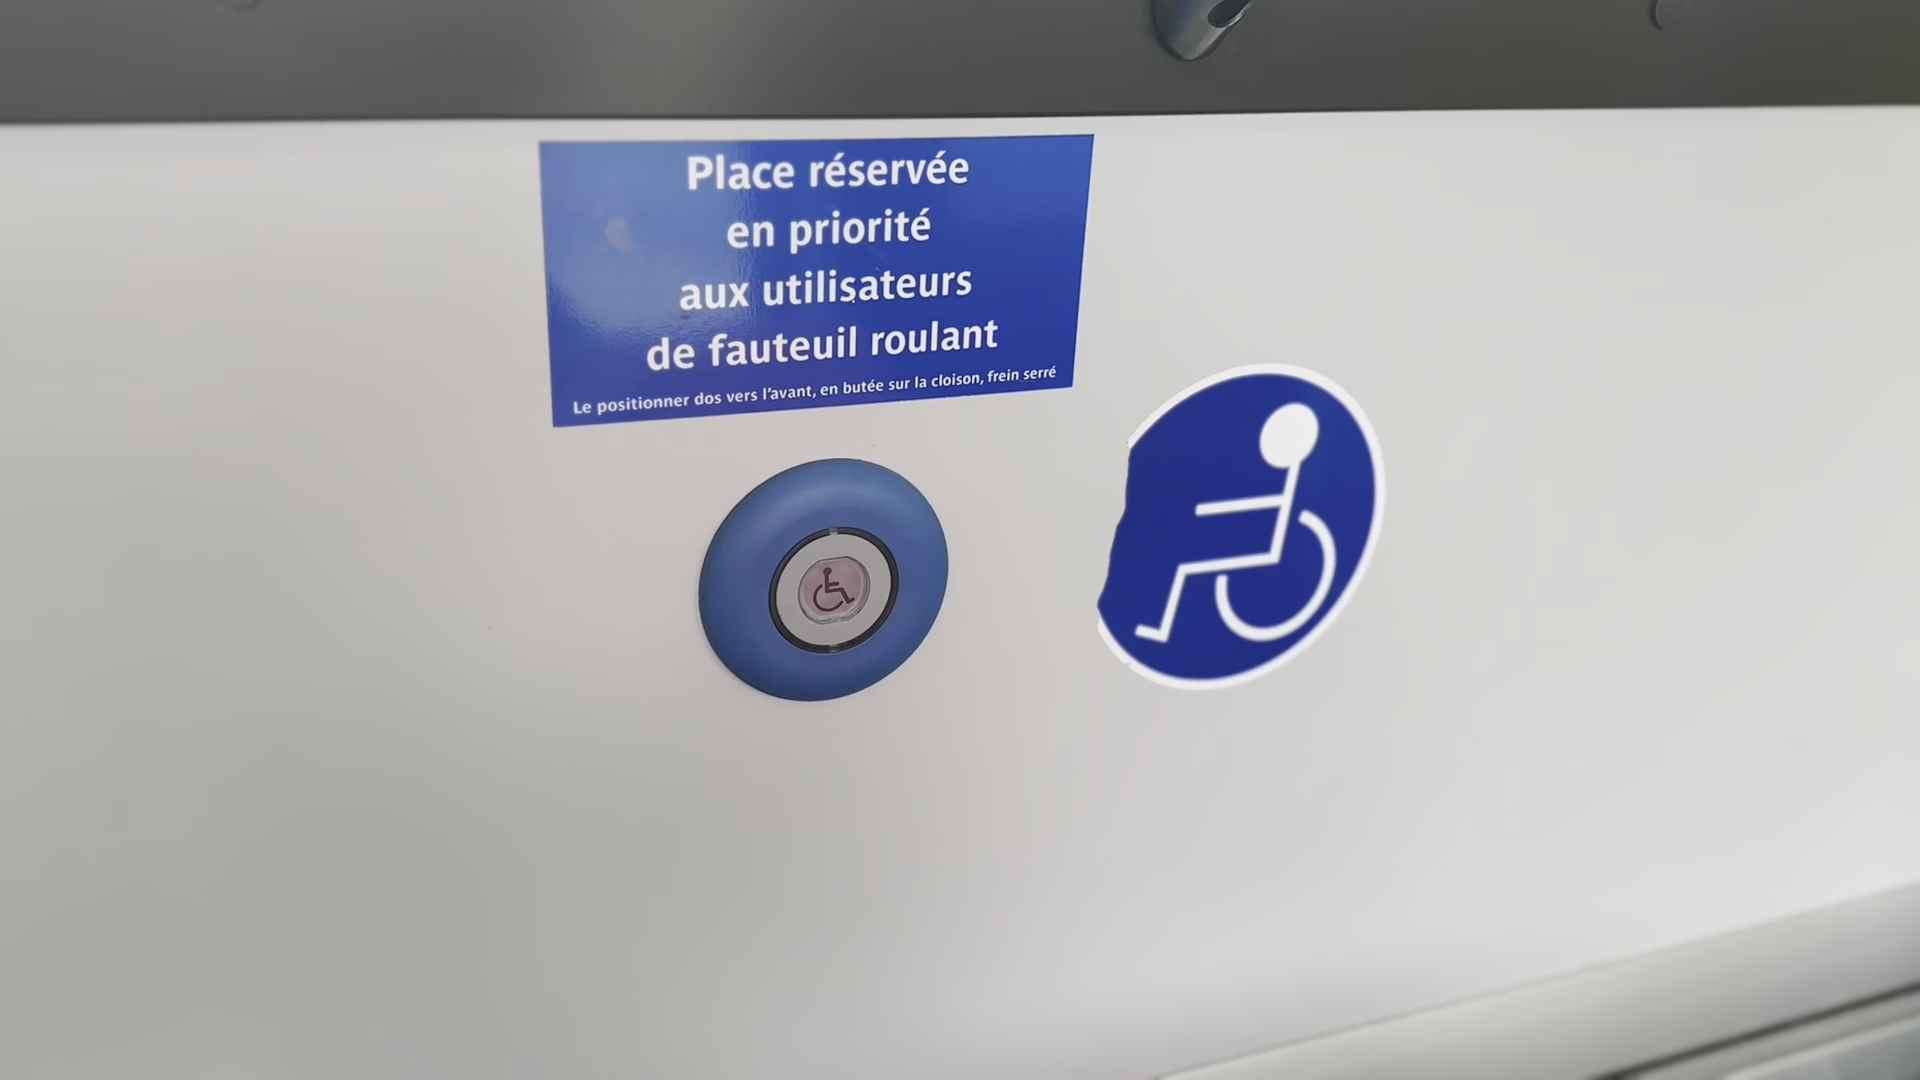 Place réservée
en priorité
aux utilisateurs
de fauteuil roulant
Le positionner dos vers l'avant, en butée sur la cloison, frein serré